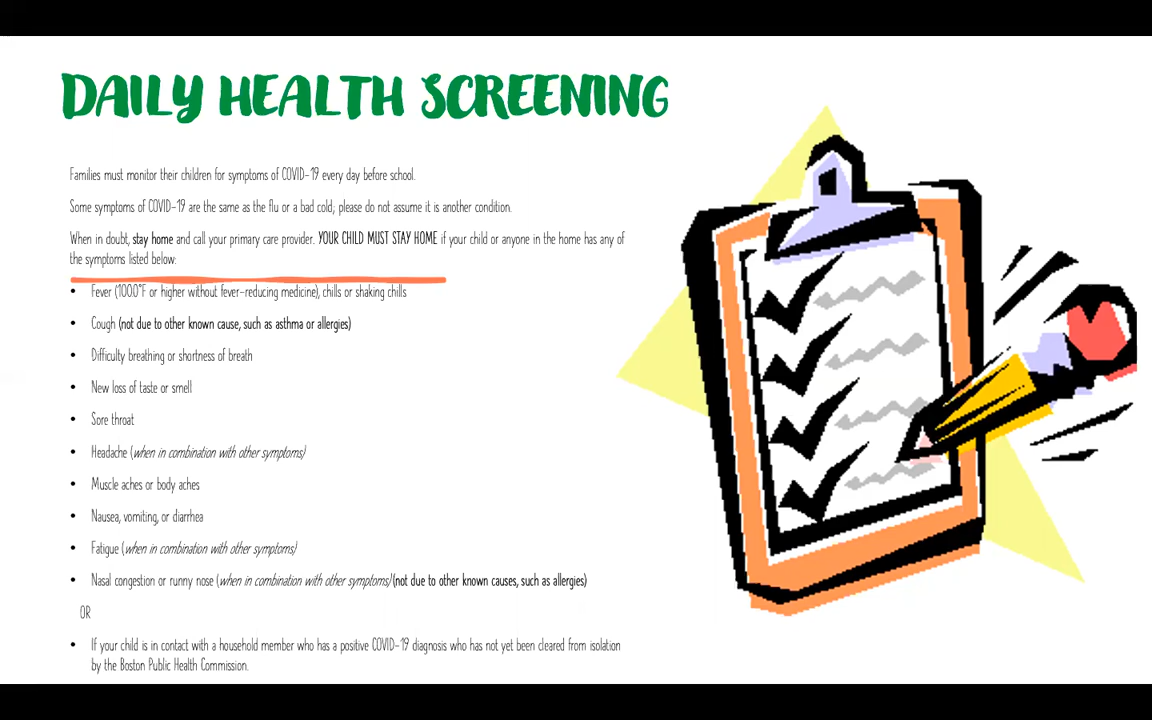 DAILY HEALTH SCREENING
Families must monitor their children for symptoms of COVID-19 every day before school.
Some symptoms of COVID-19 are the same as the flu or a bad cold; please do not assume it is another condition.
When in doubt, stay home and call your primary care provider. YOUR CHILD MUST STAY HOME if your child or anyone in the home has any of
the symptoms listed below:
• Fever (100.0°F or higher without fever-reducing medicine), chills or shaking chills
• Cough (not due to other known cause, such as asthma or allergies)
• Difficulty breathing or shortness of breath
• New loss of taste or smell
• Sore throat
• Headache (when in combination with other symptoms)
• Muscle aches or body aches
• Nausea, vomiting, or diarrhea
• Fatigue (when in combination with other symptoms)
• Nasal congestion or runny nose (when in combination with other symptoms)(not due to other known causes, such as allergies)
OR
• If your child is in contact with a household member who has a positive COVID-19 diagnosis who has not yet been cleared from isolation
by the Boston Public Health Commission.